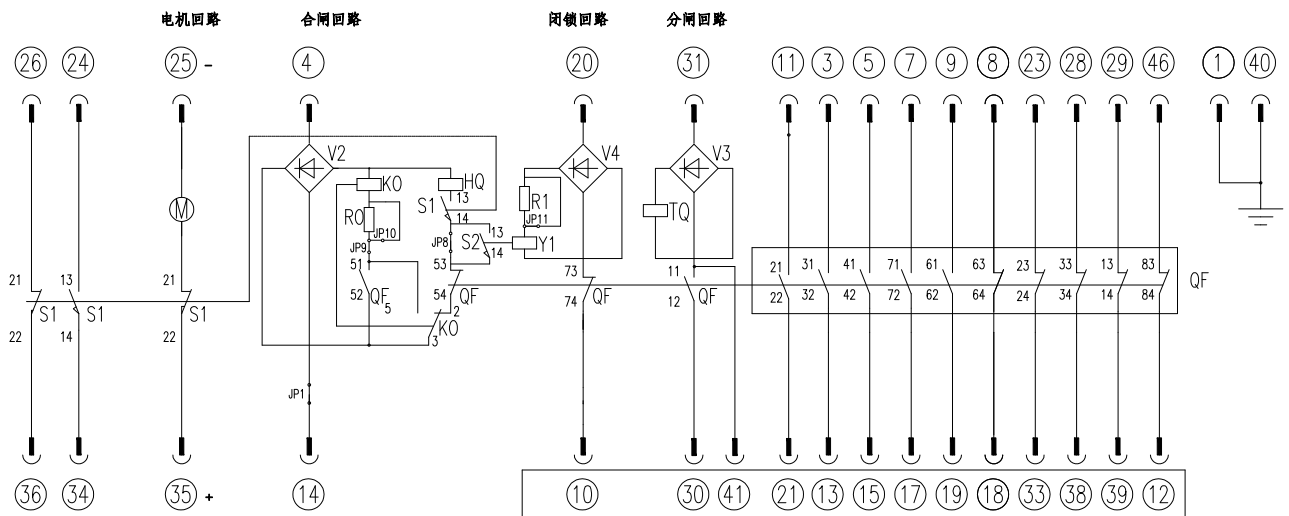 电机回路 合闸回路 闭锁回路 分闸回路
26 24 25 - 4 20 31 11 3 5 7 9 8 23 28 29 46 1 40
V2 V4 V3
K0 HQ
13
R0 S1 R1 TQ
M 14 JP11
JP10 JP8 S2 13 Y1
JP9 14
51 53 73 11 21 31 41 71 61 63 23 33 13 83 QF
21 13 21
52 QF 54 QF 74 QF 12 QF 22 32 42 72 62 64 24 34 14 84
5 2
S1 S1 S1 K0
22 14 22 3
JP1
36 34 35 + 14 10 30 41 21 13 15 17 19 18 33 38 39 12